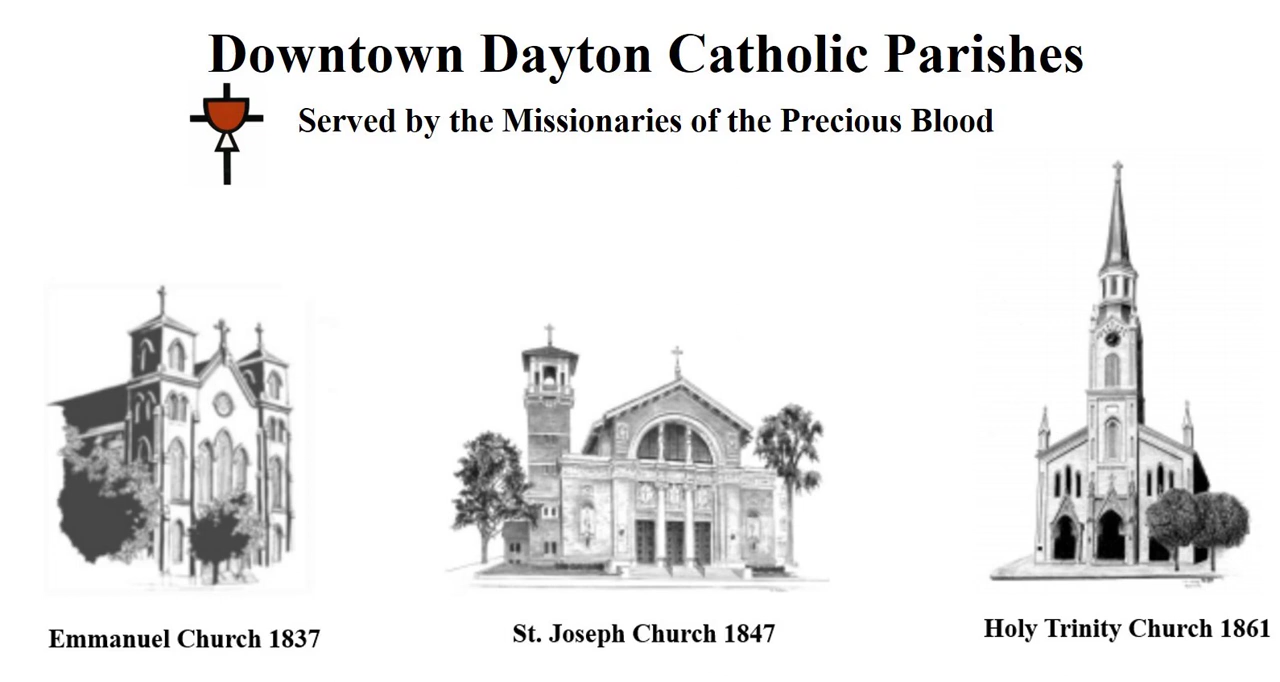 Downtown Dayton Catholic Parishes
Served by the Missionaries of the Precious Blood
Emmanuel Church 1837
St. Joseph Church 1847
Holy Trinity Church 1861